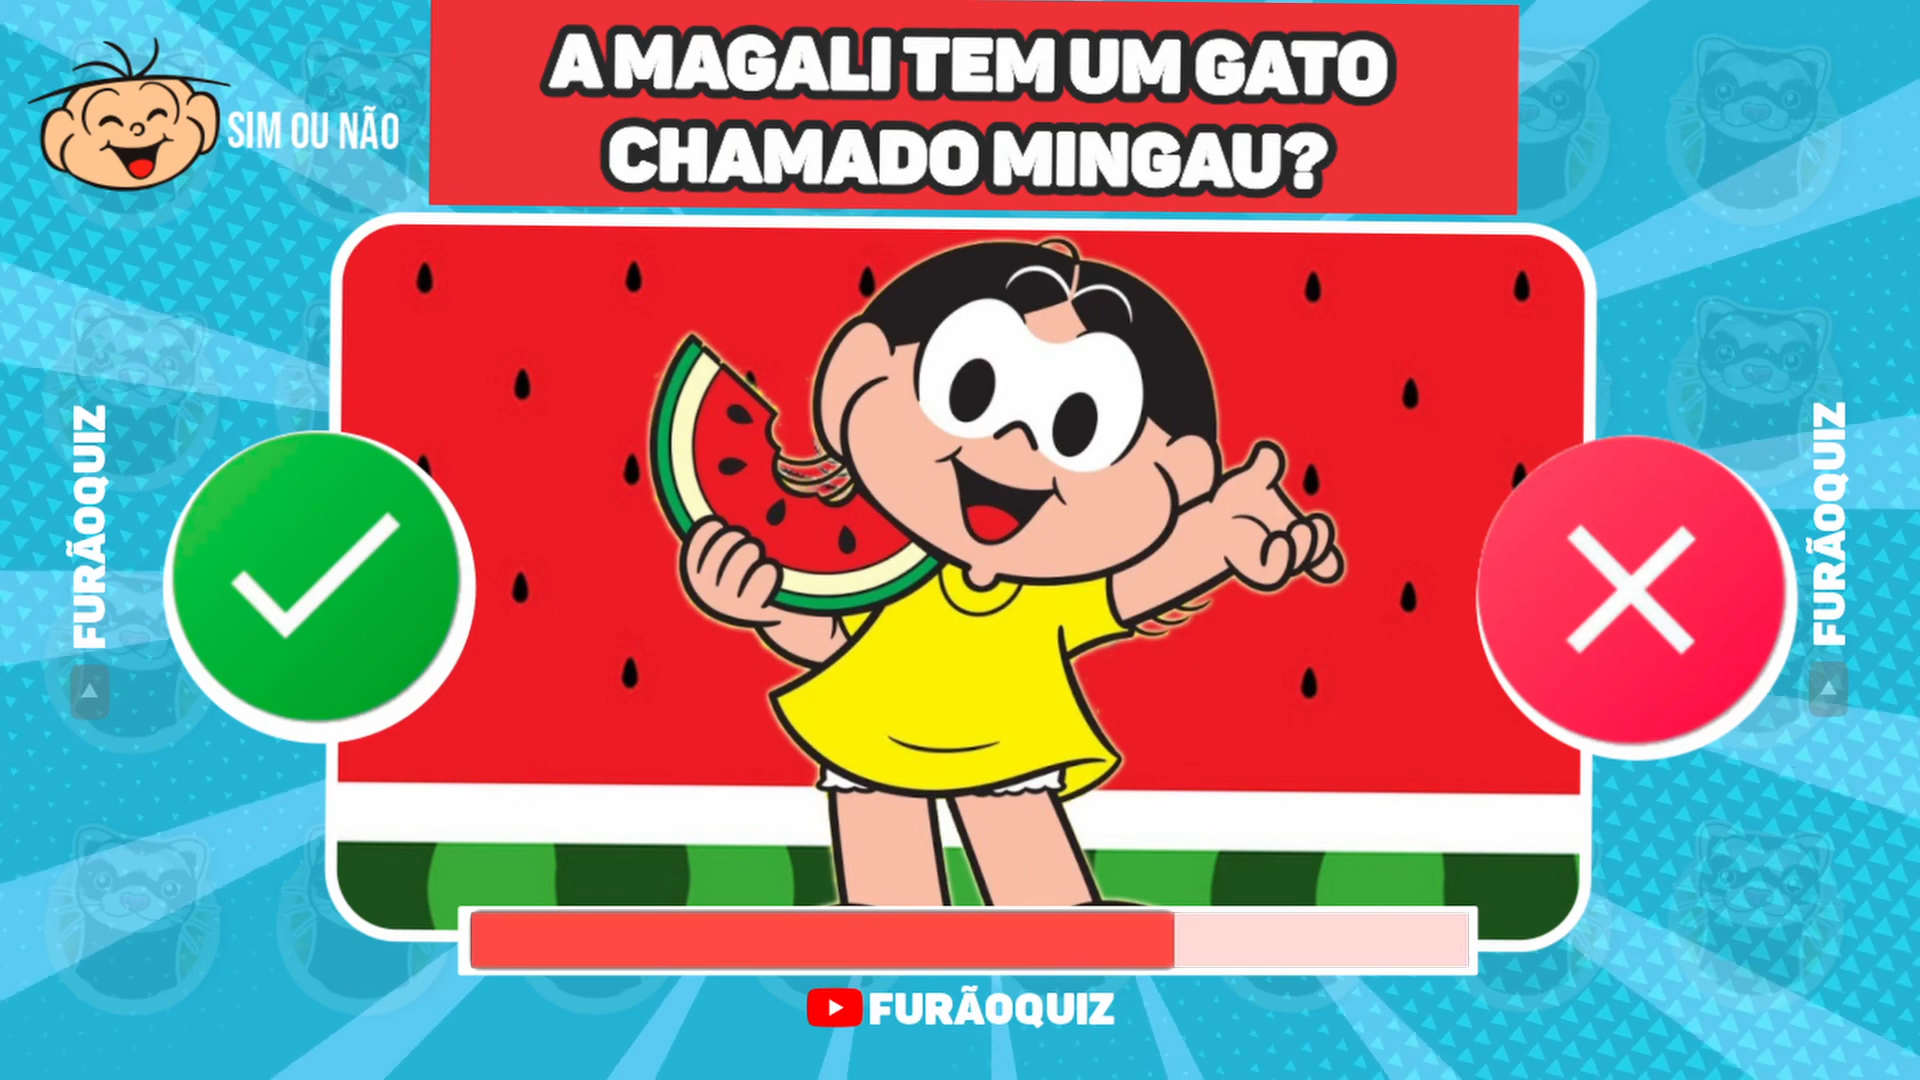 A MAGALI TEM UM GATO
CHAMADO MINGAU?
SIM OU NÃO
FURÃOQUIZ
FURÃOQUIZ
FURÃOQUIZ